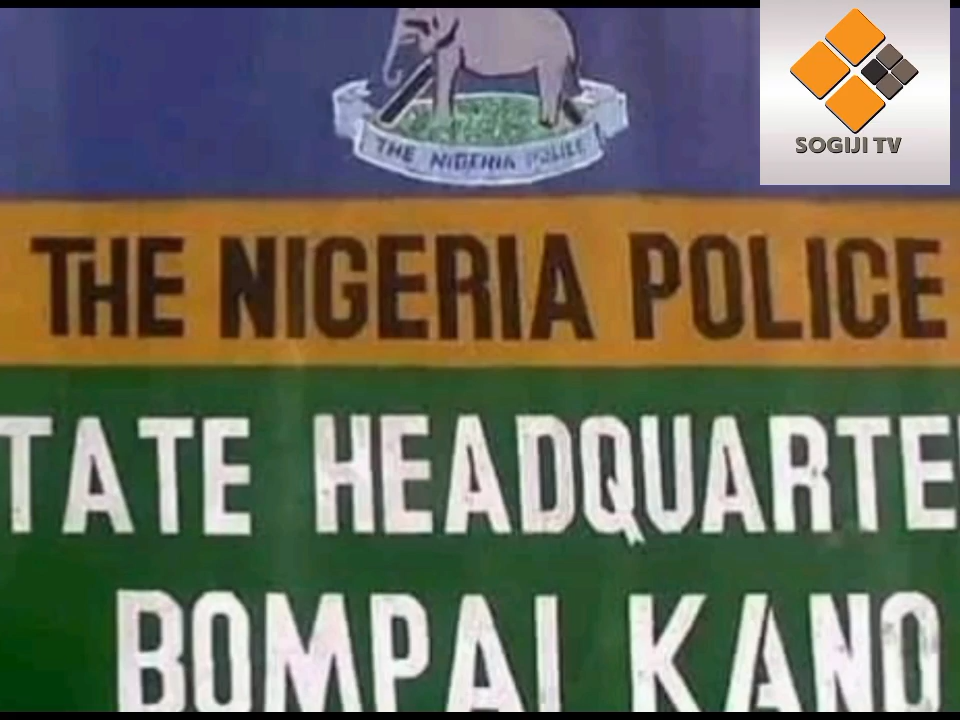 SOGIJI TV
THE NIGERIA POLICE
THE NIGERIA POLICE
TATE HEADQUARTE
BOMPAI KANO